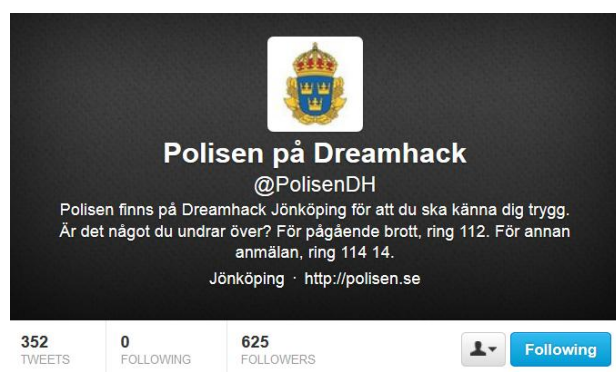 Polisen på Dreamhack
@PolisenDH
Polisen finns på Dreamhack Jönköping för att du ska känna dig trygg.
Är det något du undrar över? För pågående brott, ring 112. För annan
anmälan, ring 114 14.
Jönköping · http://polisen.se
352 0 625
TWEETS FOLLOWING FOLLOWERS
Following